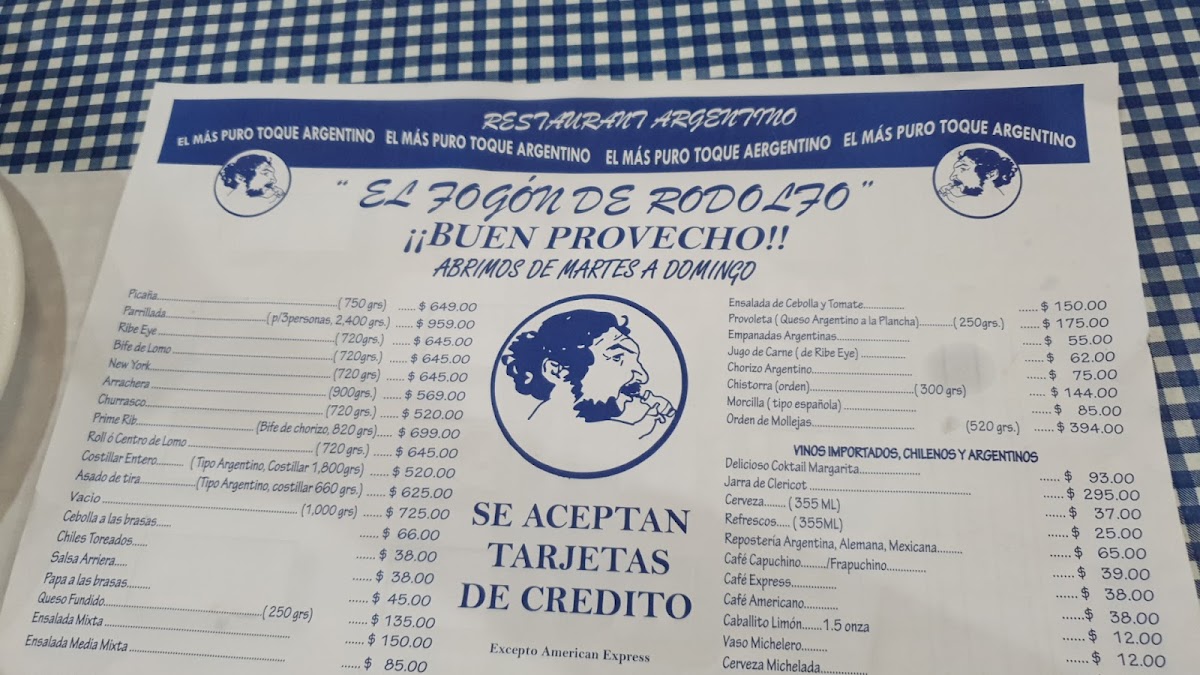 RESTAURANT ARGENTINO
EL MÁS PURO TOQUE ARGENTINO EL MÁS PURO TOQUE ARGENTINO EL MÁS PURO TOQUE AERGENTINO EL MÁS PURO TOQUE ARGENTINO
" EL FOGÓN DE RODOLFO "
¡¡BUEN PROVECHO!!
ABRIMOS DE MARTES A DOMINGO
Picaña.....(750 grs) ..... $ 649.00
Parrillada.....(p/3personas, 2,400 grs.) ..... $ 959.00
Ribe Eye.....(720grs.) ..... $ 645.00
Bife de Lomo.....(720grs.) ..... $ 645.00
New York.....(720 grs) ..... $ 645.00
Arrachera.....(900grs.) ..... $ 569.00
Churrasco.....(720 grs.) ..... $ 520.00
Prime Rib.....(Bife de chorizo, 820 grs)..... $ 699.00
Roll ó Centro de Lomo.....(720grs.) ..... $ 645.00
Costillar Entero..... (Tipo Argentino, Costillar 1,800grs) ..... $ 520.00
Asado de tira.....(Tipo Argentino, costillar 660 grs.) ..... $ 625.00
Vacio.....(1,000 grs) ..... $ 725.00
Cebolla a las brasas..... $ 66.00
Chiles Toreados..... $ 38.00
Salsa Arriera..... $ 38.00
Papa a las brasas..... $ 45.00
Queso Fundido.....(250 grs) ..... $ 135.00
Ensalada Mixta..... $ 150.00
Ensalada Media Mixta..... $ 85.00
SE ACEPTAN
TARJETAS
DE CREDITO
Excepto American Express
Ensalada de Cebolla y Tomate..... $ 150.00
Provoleta ( Queso Argentino a la Plancha).....(250grs.) ..... $ 175.00
Empanadas Argentinas..... $ 55.00
Jugo de Carne ( de Ribe Eye) ..... $ 62.00
Chorizo Argentino..... $ 75.00
Chistorra (orden).....( 300 grs) ..... $ 144.00
Morcilla ( tipo española) ..... $ 85.00
Orden de Mollejas..... (520 grs.) ..... $ 394.00
VINOS IMPORTADOS, CHILENOS Y ARGENTINOS
Delicioso Coktail Margarita..... $ 93.00
Jarra de Clericot ..... $ 295.00
Cerveza..... ( 355 ML) ..... $ 37.00
Refrescos..... ( 355ML) ..... $ 25.00
Repostería Argentina, Alemana, Mexicana..... $ 65.00
Café Capuchino...../Frapuchino..... $ 39.00
Café Express..... $ 38.00
Café Americano..... $ 38.00
Caballito Limón..... 1.5 onza ..... $ 12.00
Vaso Michelero..... $ 12.00
Cerveza Michelada.....